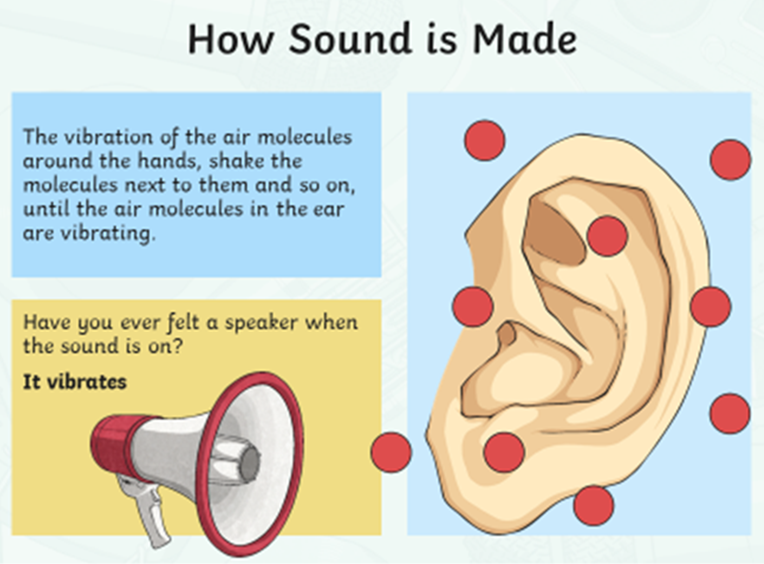 How Sound is Made
The vibration of the air molecules
around the hands, shake the
molecules next to them and so on,
until the air molecules in the ear
are vibrating.
Have you ever felt a speaker when
the sound is on?
It vibrates